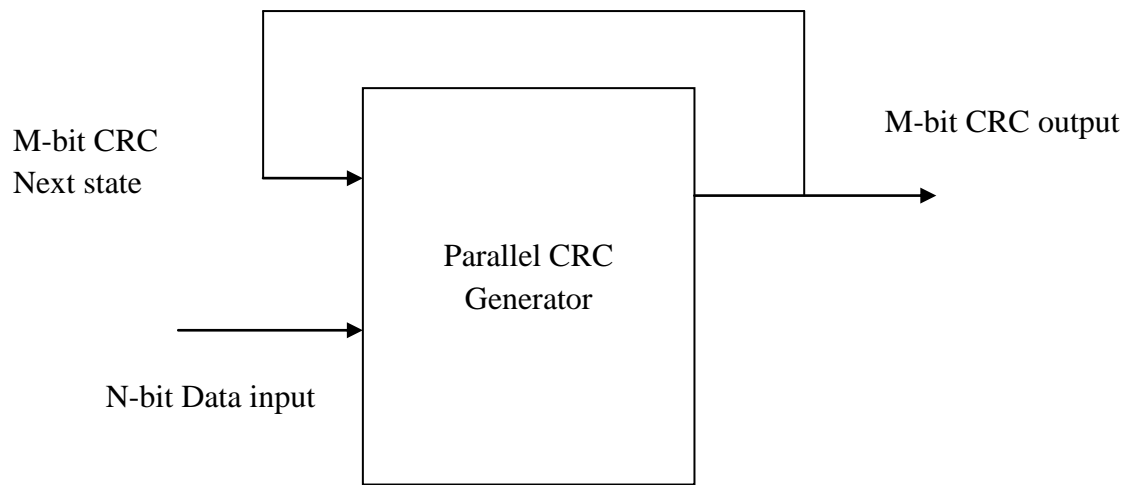 M-bit CRC
Next state
M-bit CRC output
Parallel CRC
Generator
N-bit Data input